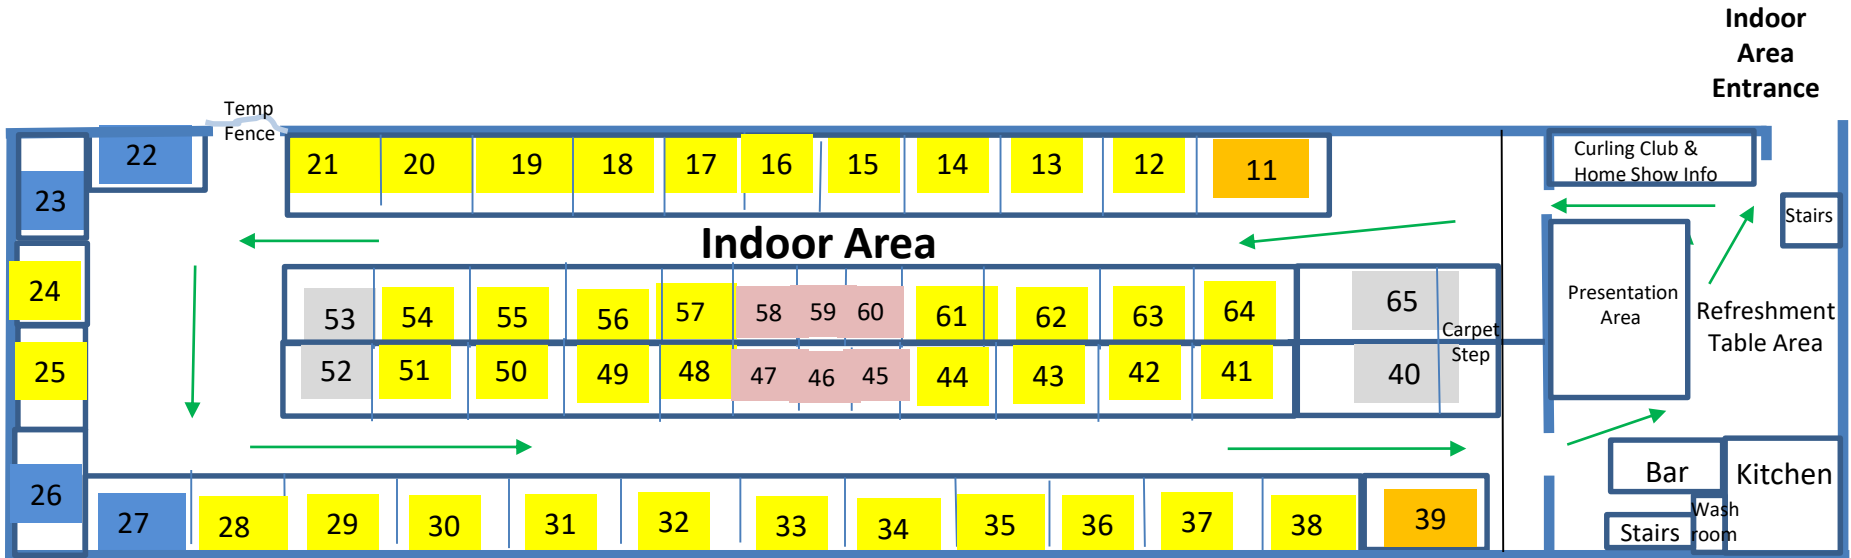 Indoor
Area
Entrance
Temp
Fence
22
21
20
19
18
17
16
15
14
13
12
11
Curling Club &
Home Show Info
23
Stairs
Indoor Area
24
53
54
55
56
57
58
59
60
61
62
63
64
65
Carpet
Step
Presentation
Area
Refreshment
Table Area
25
52
51
50
49
48
47
46
45
44
43
42
41
40
26
27
28
29
30
31
32
33
34
35
36
37
38
39
Bar
Kitchen
Wash
room
Stairs